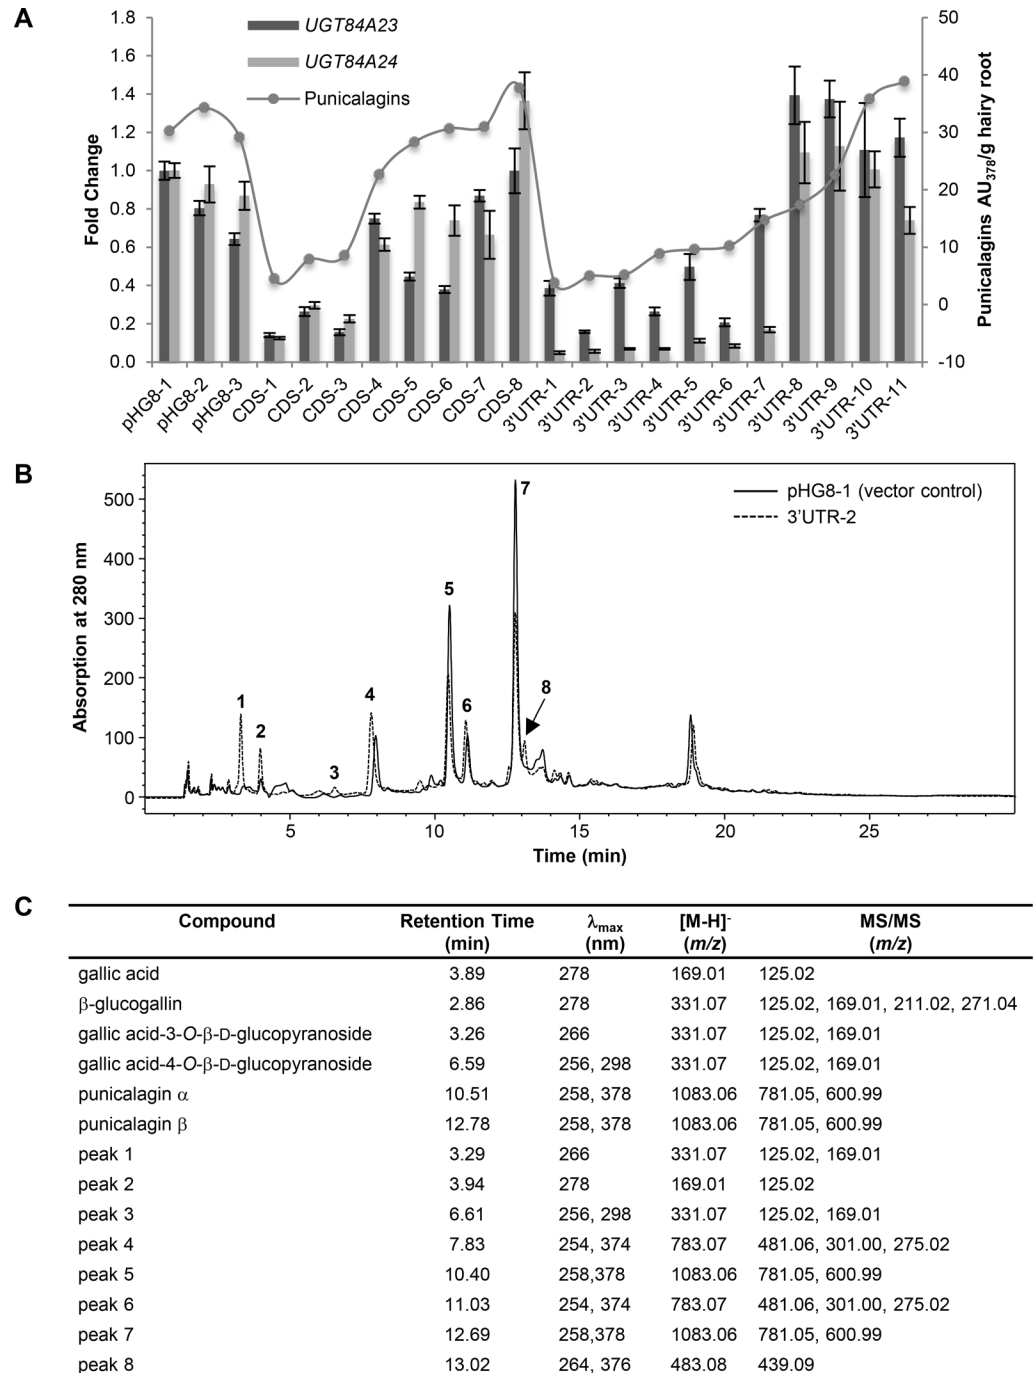 A
UGT84A23
UGT84A24
Punicalagins
Fold Change
1.8
1.6
1.4
1.2
1.0
0.8
0.6
0.4
0.2
0.0
50
40
30
20
10
0
-10
Punicalagins AU378/g hairy root
pHG8-1
pHG8-2
pHG8-3
CDS-1
CDS-2
CDS-3
CDS-4
CDS-5
CDS-6
CDS-7
CDS-8
3'UTR-1
3'UTR-2
3'UTR-3
3'UTR-4
3'UTR-5
3'UTR-6
3'UTR-7
3'UTR-8
3'UTR-9
3'UTR-10
3'UTR-11
B
pHG8-1 (vector control)
3'UTR-2
Absorption at 280 nm
500
400
300
200
100
0
1
2
3
4
5
6
7
8
5
10
15
20
25
Time (min)
C
Compound Retention Time (min) λmax (nm) [M-H]- (m/z) MS/MS (m/z)
gallic acid 3.89 278 169.01 125.02
β-glucogallin 2.86 278 331.07 125.02, 169.01, 211.02, 271.04
gallic acid-3-O-β-D-glucopyranoside 3.26 266 331.07 125.02, 169.01
gallic acid-4-O-β-D-glucopyranoside 6.59 256, 298 331.07 125.02, 169.01
punicalagin α 10.51 258, 378 1083.06 781.05, 600.99
punicalagin β 12.78 258, 378 1083.06 781.05, 600.99
peak 1 3.29 266 331.07 125.02, 169.01
peak 2 3.94 278 169.01 125.02
peak 3 6.61 256, 298 331.07 125.02, 169.01
peak 4 7.83 254, 374 783.07 481.06, 301.00, 275.02
peak 5 10.40 258,378 1083.06 781.05, 600.99
peak 6 11.03 254, 374 783.07 481.06, 301.00, 275.02
peak 7 12.69 258,378 1083.06 781.05, 600.99
peak 8 13.02 264, 376 483.08 439.09